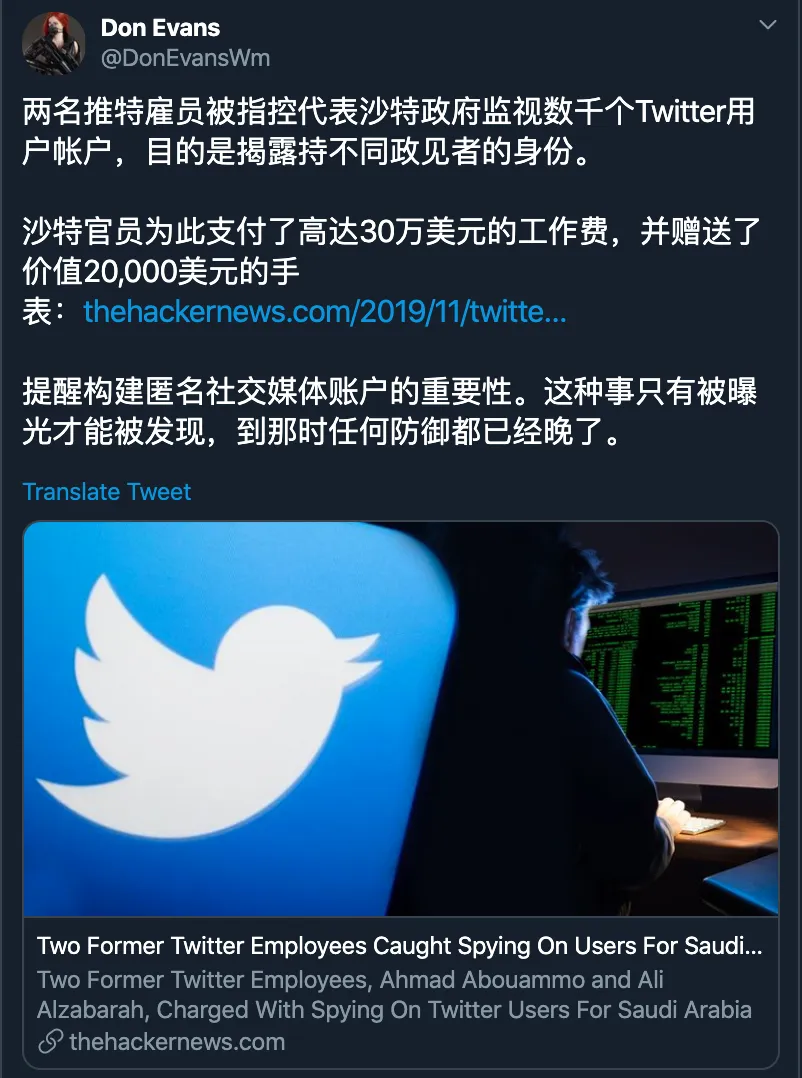 Don Evans
@DonEvansWm
两名推特雇员被指控代表沙特政府监视数千个Twitter用
户帐户，目的是揭露持不同政见者的身份。
沙特官员为此支付了高达30万美元的工作费，并赠送了
价值20,000美元的手
表：thehackernews.com/2019/11/twitte...
提醒构建匿名社交媒体账户的重要性。这种事只有被曝
光才能被发现，到那时任何防御都已经晚了。
Translate Tweet
Two Former Twitter Employees Caught Spying On Users For Saudi...
Two Former Twitter Employees, Ahmad Abouammo and Ali
Alzabarah, Charged With Spying On Twitter Users For Saudi Arabia
thehackernews.com